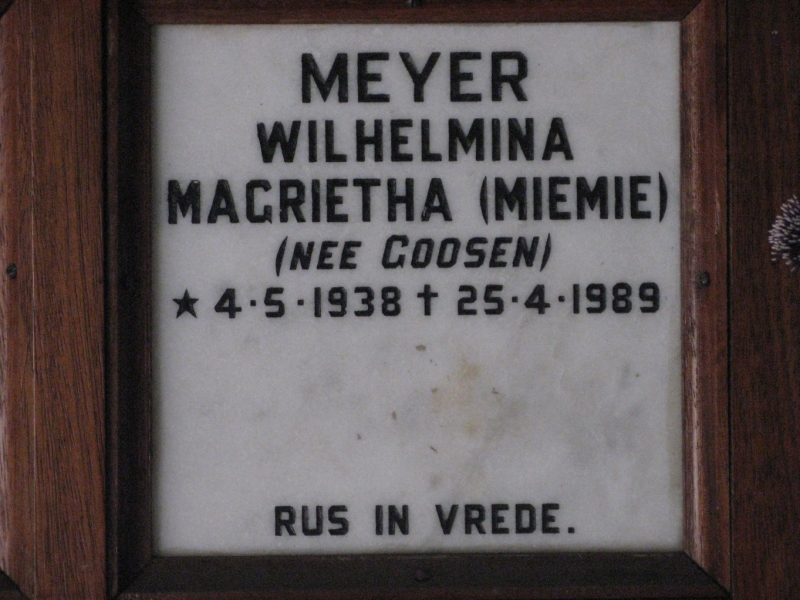 MEYER
WILHELMINA
MAGRIETHA (MIEMIE)
(NEE GOOSEN)
★ 4·5·1938 † 25·4·1989
RUS IN VREDE.